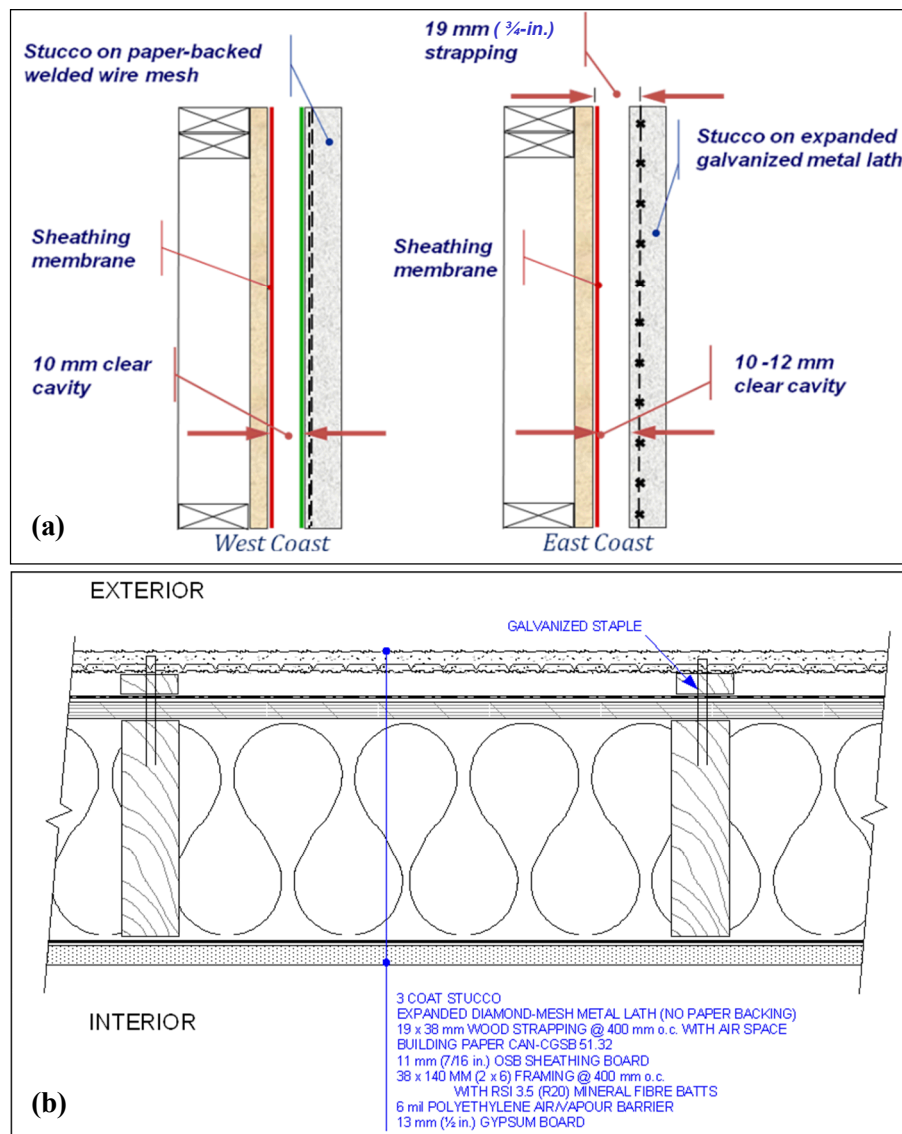 Stucco on paper-backed
welded wire mesh
19 mm ( ¾-in.)
strapping
Stucco on expanded
galvanized metal lath
Sheathing
membrane
Sheathing
membrane
10 mm clear
cavity
10 -12 mm
clear cavity
(a)
West Coast
East Coast
EXTERIOR
GALVANIZED STAPLE
INTERIOR
3 COAT STUCCO
EXPANDED DIAMOND-MESH METAL LATH (NO PAPER BACKING)
19 x 38 mm WOOD STRAPPING @ 400 mm o.c. WITH AIR SPACE
BUILDING PAPER CAN-CGSB 51.32
11 mm (7/16 in.) OSB SHEATHING BOARD
38 x 140 MM (2 x 6) FRAMING @ 400 mm o.c.
WITH RSI 3.5 (R20) MINERAL FIBRE BATTS
6 mil POLYETHYLENE AIR/VAPOUR BARRIER
13 mm (½ in.) GYPSUM BOARD
(b)